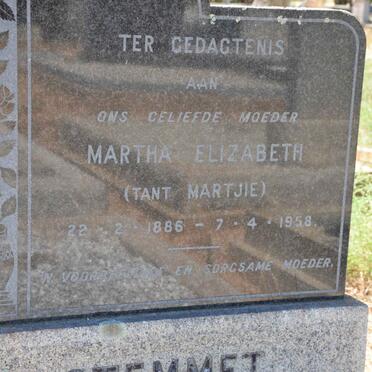 TER GEDAGTENIS
AAN
ONS GELIEFDE MOEDER
MARTHA ELIZABETH
(TANT MARTJIE)
22 - 2 - 1886 - 7 - 4 - 1958.
'N EN SORGSAME MOEDER.
STEMMET